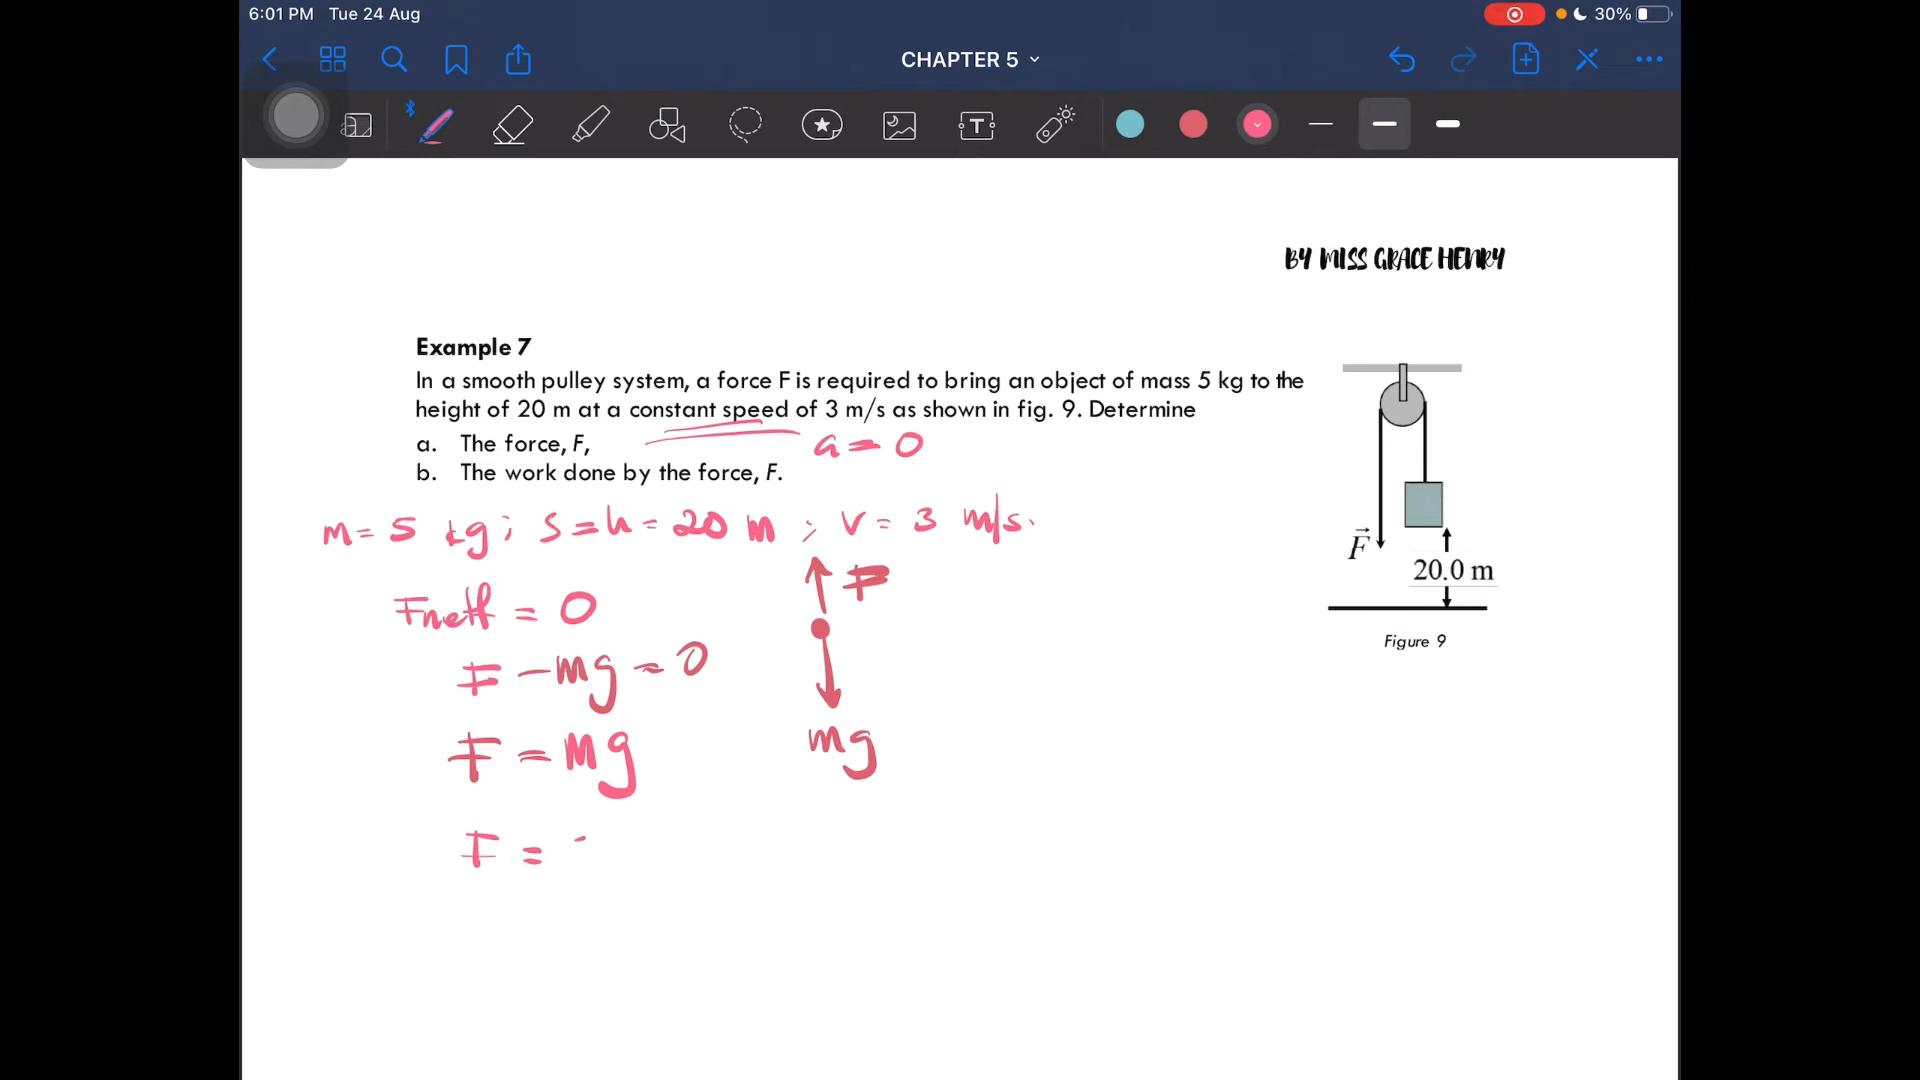 6:01 PM Tue 24 Aug
30%
CHAPTER 5
BY MISS GRACE HENRY
Example 7
In a smooth pulley system, a force F is required to bring an object of mass 5 kg to the
height of 20 m at a constant speed of 3 m/s as shown in fig. 9. Determine
a. The force, F,
a = 0
b. The work done by the force, F.
m = 5 kg ; s = h = 20 m ; v = 3 m/s.
F
Fnett = 0
F - mg = 0
F = mg
mg
F =
F
20.0 m
Figure 9